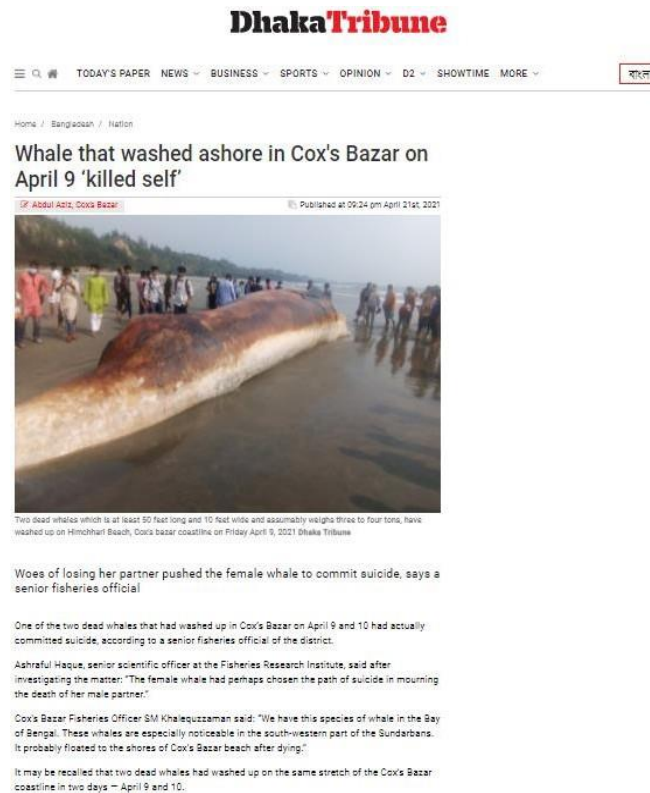 DhakaTribune
TODAY'S PAPER NEWS BUSINESS SPORTS OPINION D2 SHOWTIME MORE
Home / Bangladesh / Nation
Whale that washed ashore in Cox's Bazar on
April 9 ‘killed self’
Abdul Aziz, Cox's Bazar Published at 09:24 pm April 21st, 2021
Two dead whales which is at least 50 feet long and 10 feet wide and assumably weighs three to four tons, have
washed up on Himchhari Beach, Cox's bazar coastline on Friday April 9, 2021 Dhaka Tribune
Woes of losing her partner pushed the female whale to commit suicide, says a
senior fisheries official
One of the two dead whales that had washed up in Cox's Bazar on April 9 and 10 had actually
committed suicide, according to a senior fisheries official of the district.
Ashraful Haque, senior scientific officer at the Fisheries Research Institute, said after
investigating the matter: “The female whale had perhaps chosen the path of suicide in mourning
the death of her male partner.”
Cox's Bazar Fisheries Officer SM Khalequzzaman said: “We have this species of whale in the Bay
of Bengal. These whales are especially noticeable in the south-western part of the Sundarbans.
It probably floated to the shores of Cox's Bazar beach after dying.”
It may be recalled that two dead whales had washed up on the same stretch of the Cox's Bazar
coastline in two days — April 9 and 10.